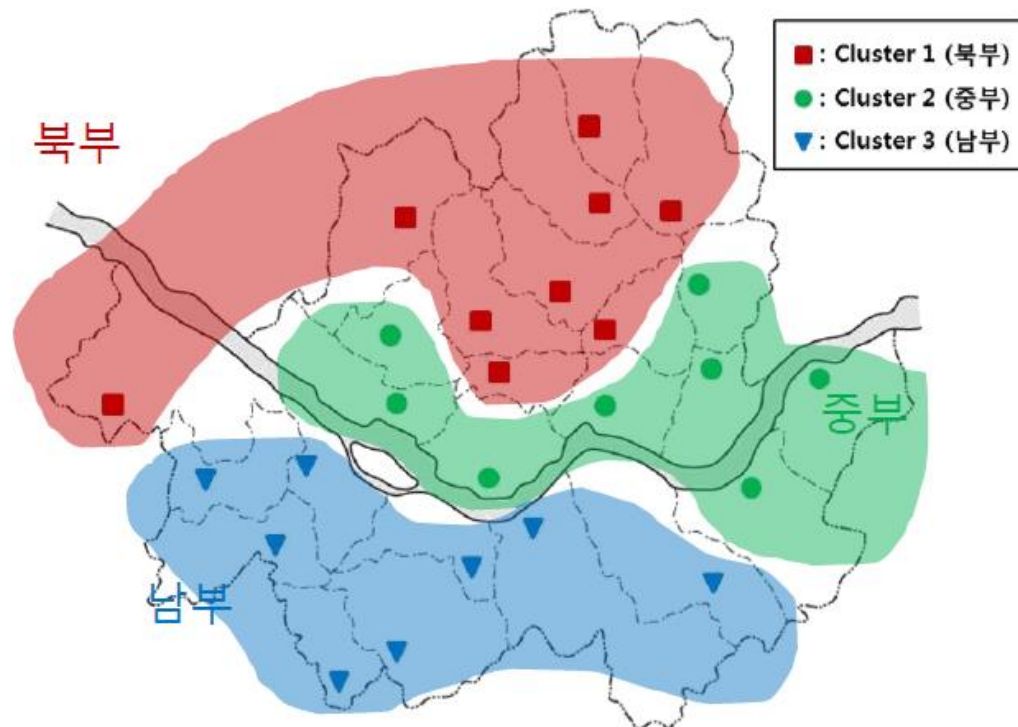 ■ : Cluster 1 (북부)
● : Cluster 2 (중부)
▼ : Cluster 3 (남부)
북부
중부
남부